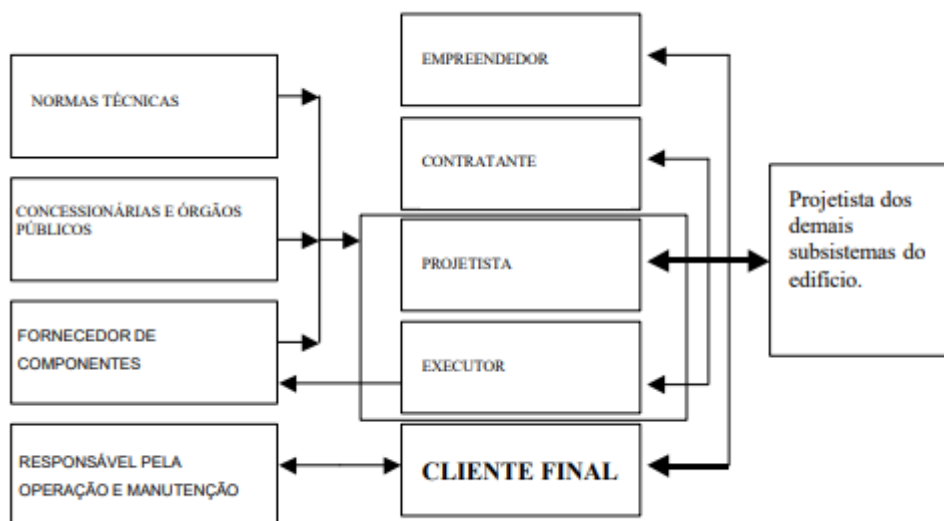 NORMAS TÉCNICAS
CONCESSIONÁRIAS E ÓRGÃOS
PÚBLICOS
FORNECEDOR DE
COMPONENTES
RESPONSÁVEL PELA
OPERAÇÃO E MANUTENÇÃO
EMPREENDEDOR
CONTRATANTE
PROJETISTA
EXECUTOR
CLIENTE FINAL
Projetista dos
demais
subsistemas do
edifício.